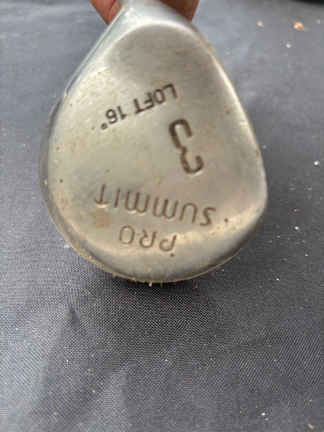 PRO
SUMMIT
3
LOFT 16°